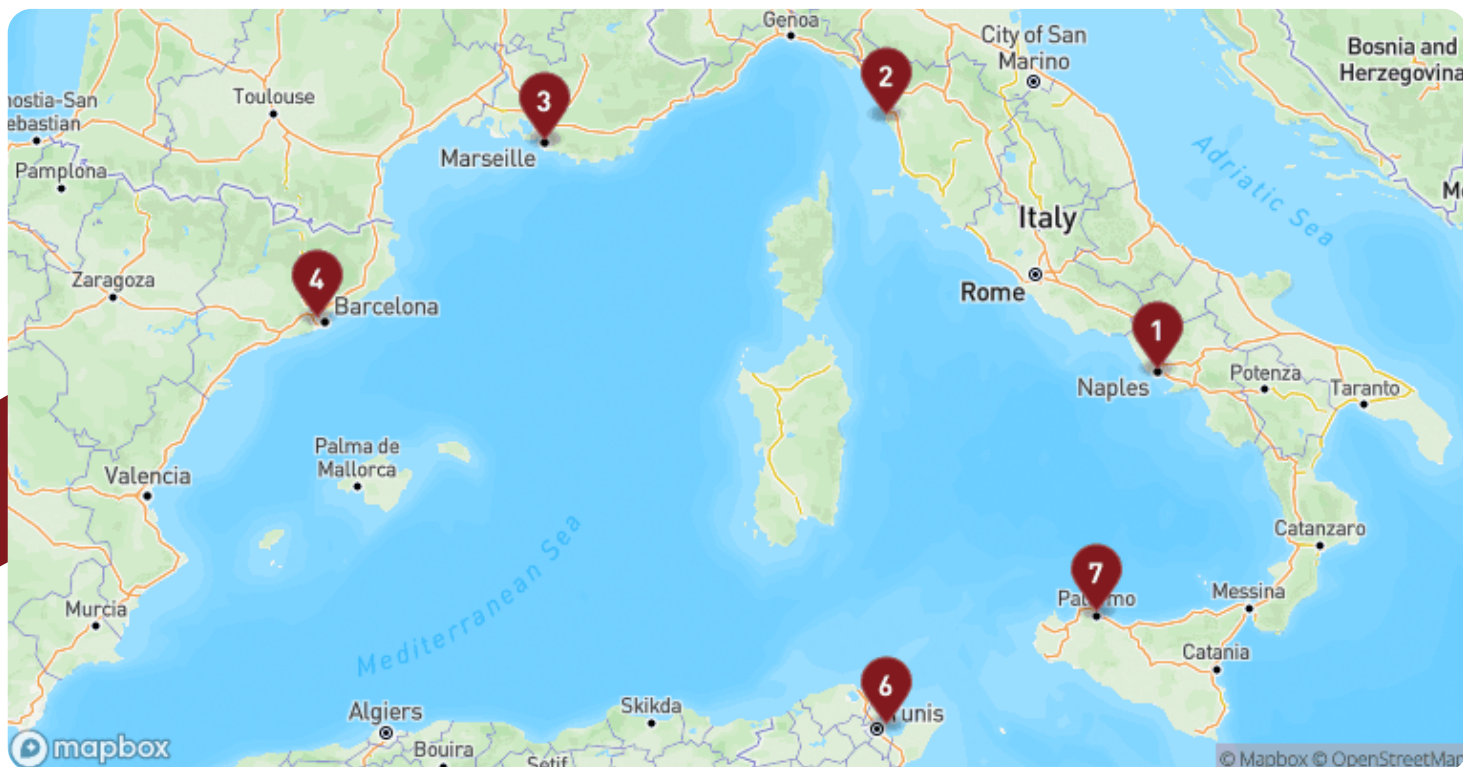 Genoa
City of San
Marino
Bosnia and
Herzegovina
2
Toulouse
3
Marseille
Pamplona
Adriatic Sea
Italy
4
Zaragoza
Barcelona
Rome
1
Naples
Potenza
Taranto
Palma de
Mallorca
Valencia
Mediterranean Sea
Catanzaro
7
Messina
Murcia
Catania
6
Algiers
Skikda
Bouira
mapbox
© Mapbox © OpenStreetMap